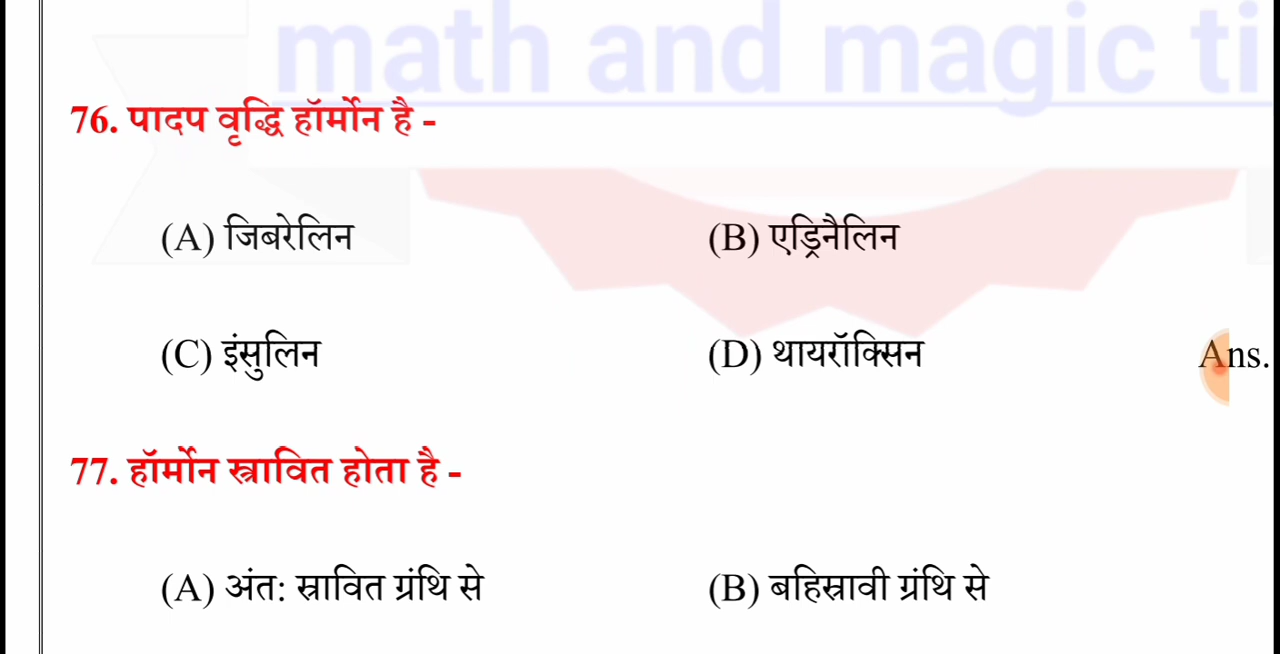 math and magic ti
76. पादप वृद्धि हॉर्मोन है -
(A) जिबरेलिन (B) एड्रिनैलिन
(C) इंसुलिन (D) थायरॉक्सिन Ans.
77. हॉर्मोन स्त्रावित होता है -
(A) अंत: स्रावित ग्रंथि से (B) बहिस्रावी ग्रंथि से